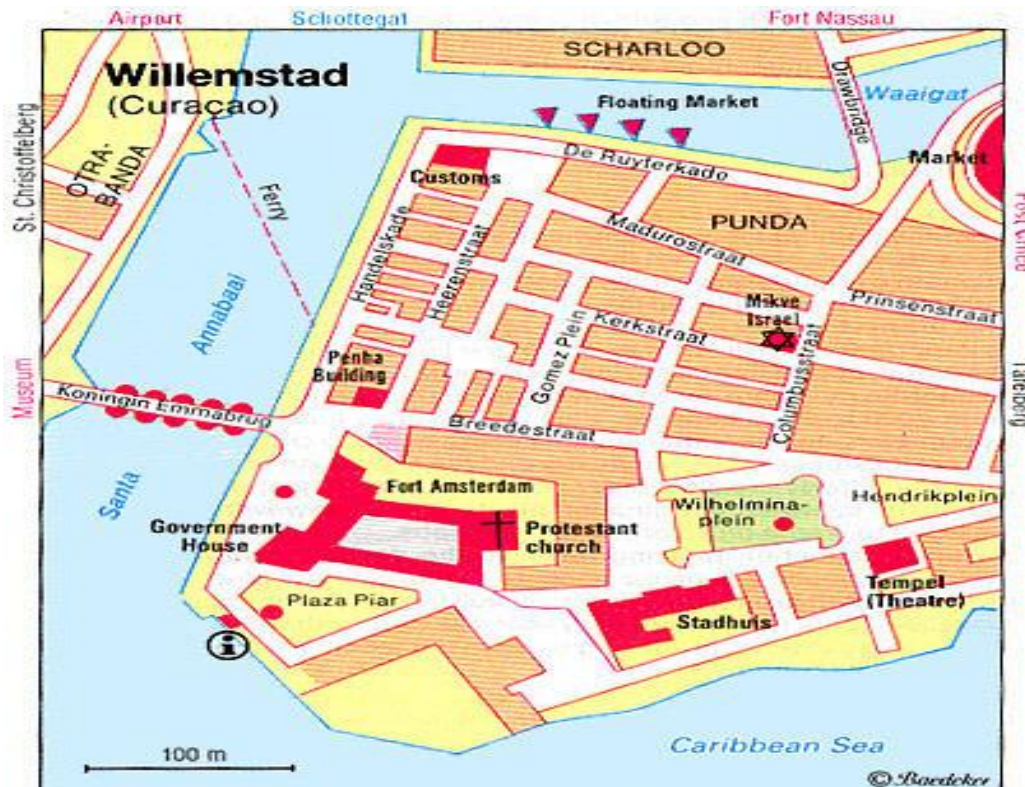 Airport
Schottegat
Fort Nassau
SCHARLOO
Willemstad
(Curaçao)
Floating Market
Drawbridge
Waaigat
St. Christoffelberg
OTRA-
BANDA
Ferry
De Ruyterkade
Market
Customs
PUNDA
Post Office
Handelskade
Heerenstraat
Madurostraat
Annabaai
Gomez Plein
Kerkstraat
Mikve
Israel
Prinsenstraat
Penha
Building
Columbusstraat
Museum
Koningin Emmabrug
Breedestraat
Tafelberg
Santa
Fort Amsterdam
Wilhelmina-
plein
Hendrikplein
Government
House
Protestant
church
Plaza Piar
Stadhuis
Tempel
(Theatre)
i
100 m
Caribbean Sea
© Baedeker